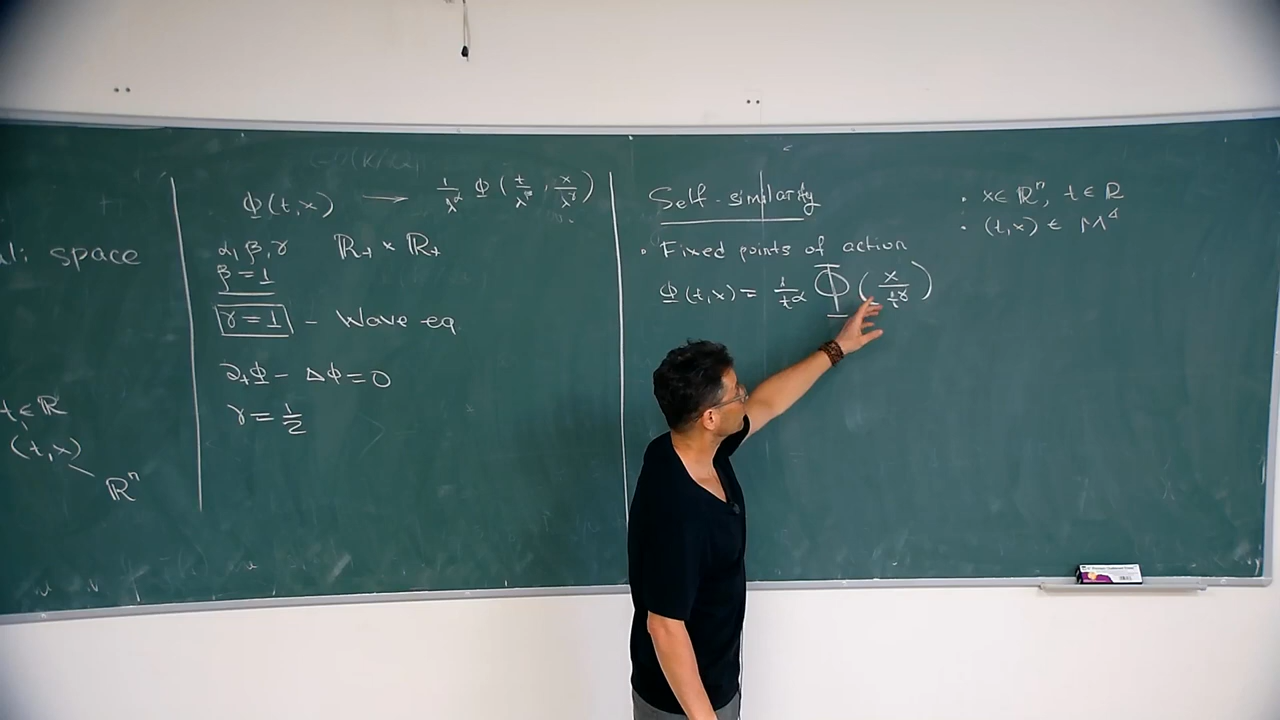 li space
t ∈ ℝ
(t,x)
ℝⁿ
Φ(t,x) → 1/λ^α Φ(t/λ^β, x/λ^γ)
α, β, γ ℝ₊ × ℝ₊
β = 1
γ = 1 - Wave eq
∂ₜΦ - ΔΦ = 0
γ = 1/2
Self-similarity
• Fixed points of action
Φ(t,x) = 1/t^α Φ(x/t^γ)
• x ∈ ℝⁿ, t ∈ ℝ
• (t,x) ∈ M⁴